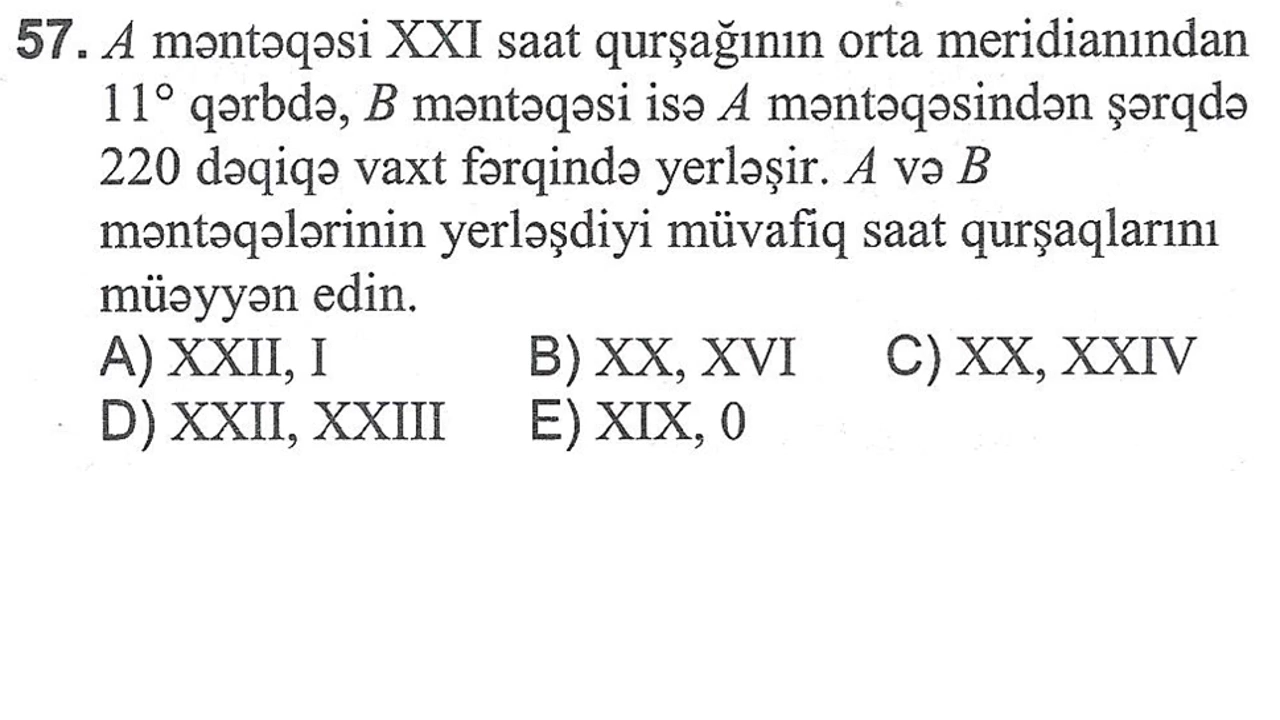 57. A məntəqəsi XXI saat qurşağının orta meridianından
11° qərbdə, B məntəqəsi isə A məntəqəsindən şərqdə
220 dəqiqə vaxt fərqində yerləşir. A və B
məntəqələrinin yerləşdiyi müvafiq saat qurşaqlarını
müəyyən edin.
A) XXII, I B) XX, XVI C) XX, XXIV
D) XXII, XXIII E) XIX, 0